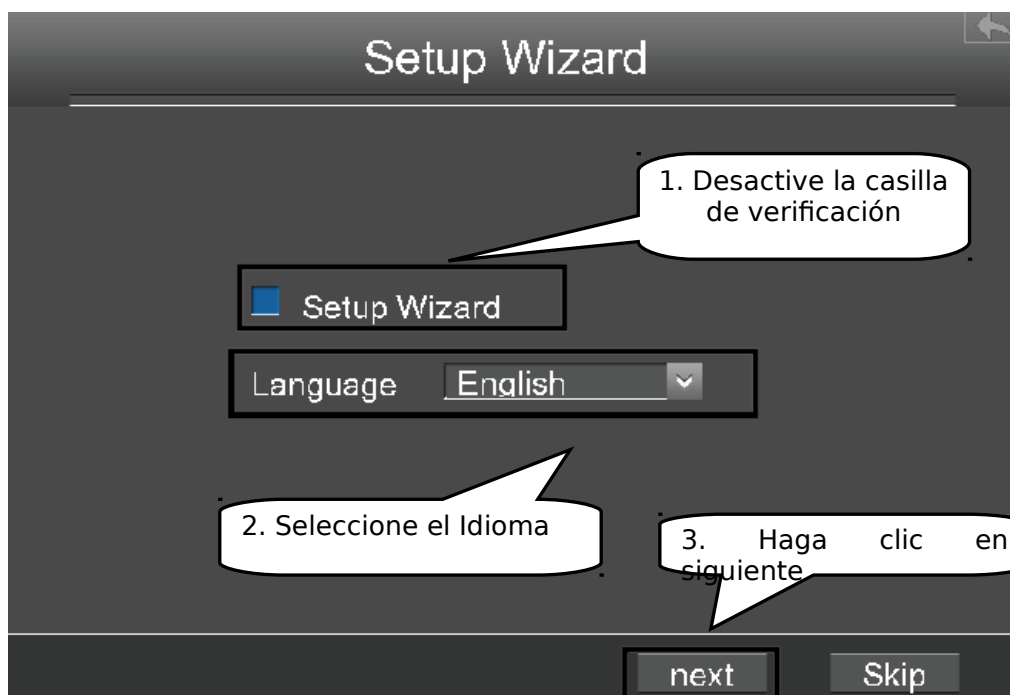 Setup Wizard
1. Desactive la casilla
de verificación
Setup Wizard
Language English
2. Seleccione el Idioma
3. Haga clic en
siguiente
next Skip